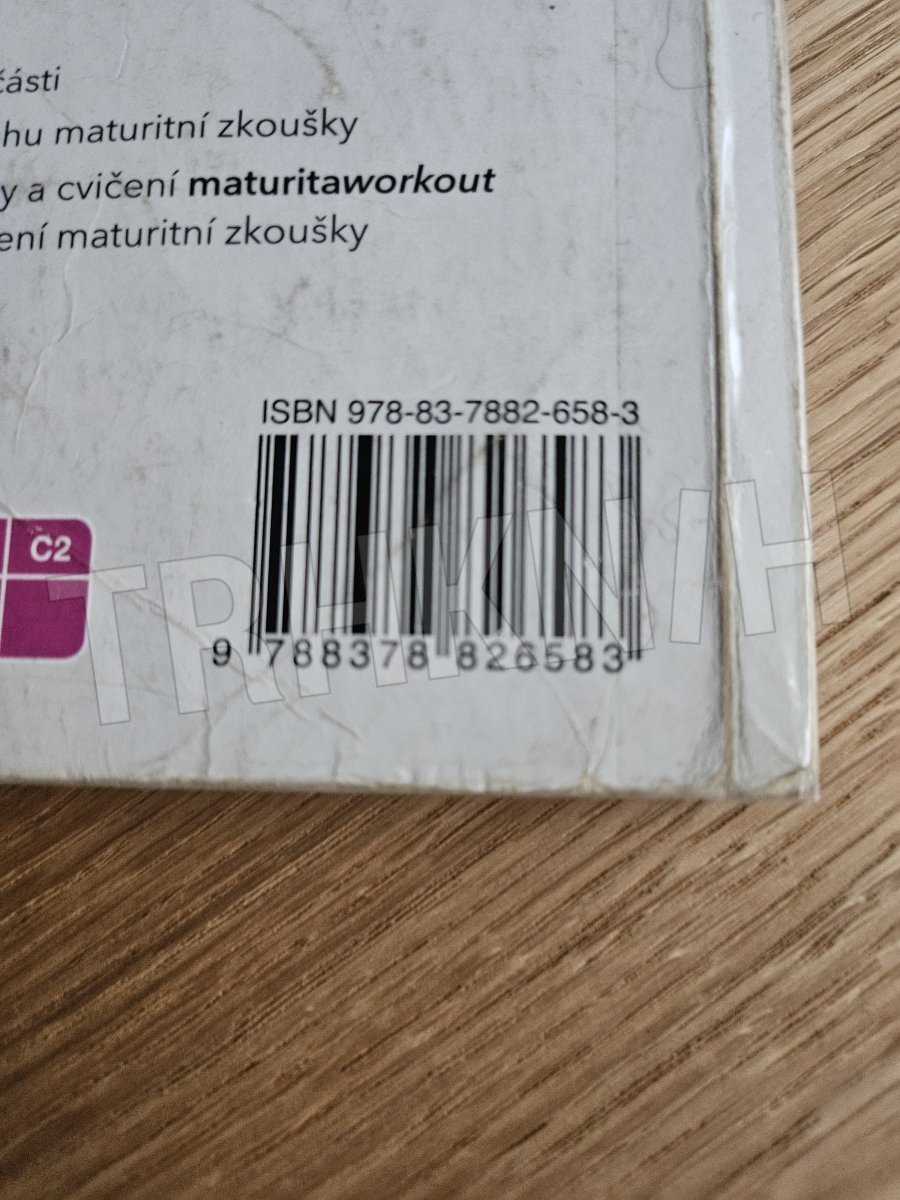 části
hu maturitní zkoušky
y a cvičení maturitaworkout
ení maturitní zkoušky
ISBN 978-83-7882-658-3
C2
9 788378 826583
TRHKNIH